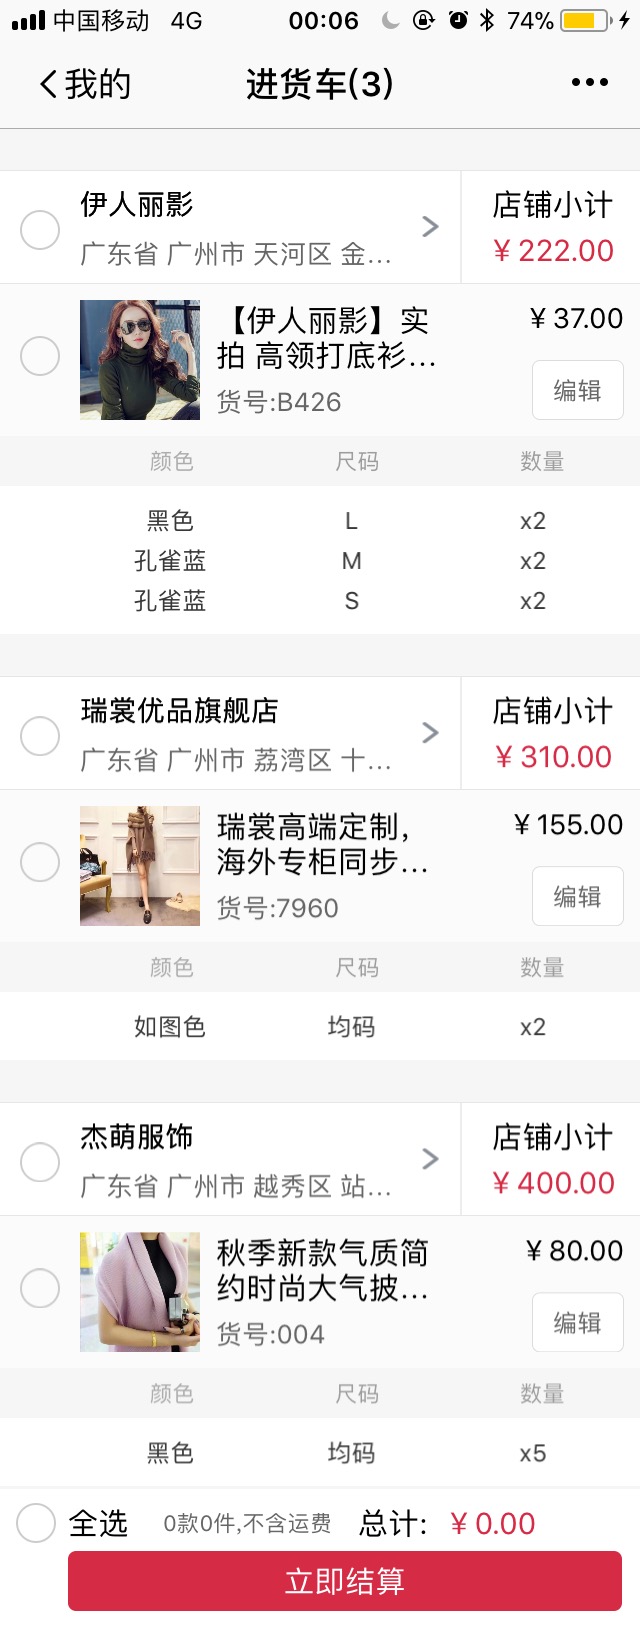 中国移动 4G 00:06 74%
我的 进货车(3)
伊人丽影 店铺小计
广东省 广州市 天河区 金... ¥ 222.00
【伊人丽影】实 ¥ 37.00
拍 高领打底衫...
货号:B426 编辑
颜色 尺码 数量
黑色 L x2
孔雀蓝 M x2
孔雀蓝 S x2
瑞裳优品旗舰店 店铺小计
广东省 广州市 荔湾区 十... ¥ 310.00
瑞裳高端定制, ¥ 155.00
海外专柜同步...
货号:7960 编辑
颜色 尺码 数量
如图色 均码 x2
杰萌服饰 店铺小计
广东省 广州市 越秀区 站... ¥ 400.00
秋季新款气质简 ¥ 80.00
约时尚大气披...
货号:004 编辑
颜色 尺码 数量
黑色 均码 x5
全选 0款0件,不含运费 总计: ¥ 0.00
立即结算